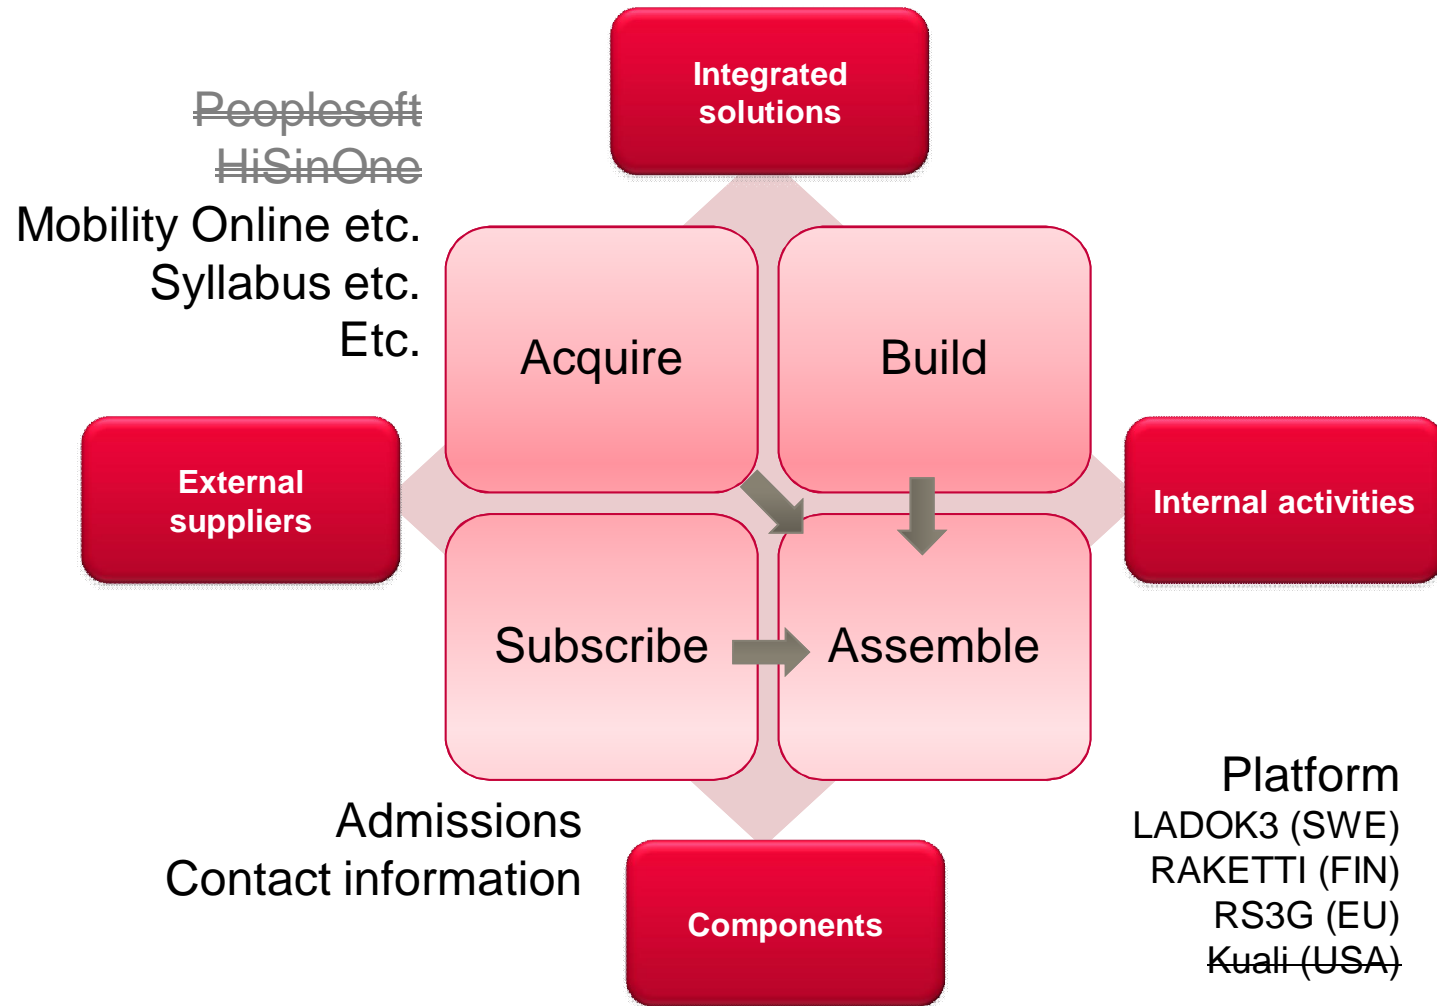 Integrated
solutions
Peoplesoft
HiSinOne
Mobility Online etc.
Syllabus etc.
Etc.
Acquire
Build
External
suppliers
Internal activities
Subscribe
Assemble
Admissions
Contact information
Components
Platform
LADOK3 (SWE)
RAKETTI (FIN)
RS3G (EU)
Kuali (USA)